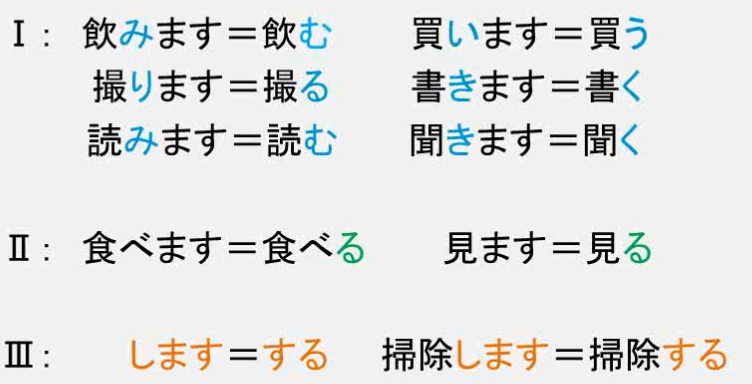 Ⅰ： 飲みます＝飲む 買います＝買う
撮ります＝撮る 書きます＝書く
読みます＝読む 聞きます＝聞く
Ⅱ： 食べます＝食べる 見ます＝見る
Ⅲ： します＝する 掃除します＝掃除する